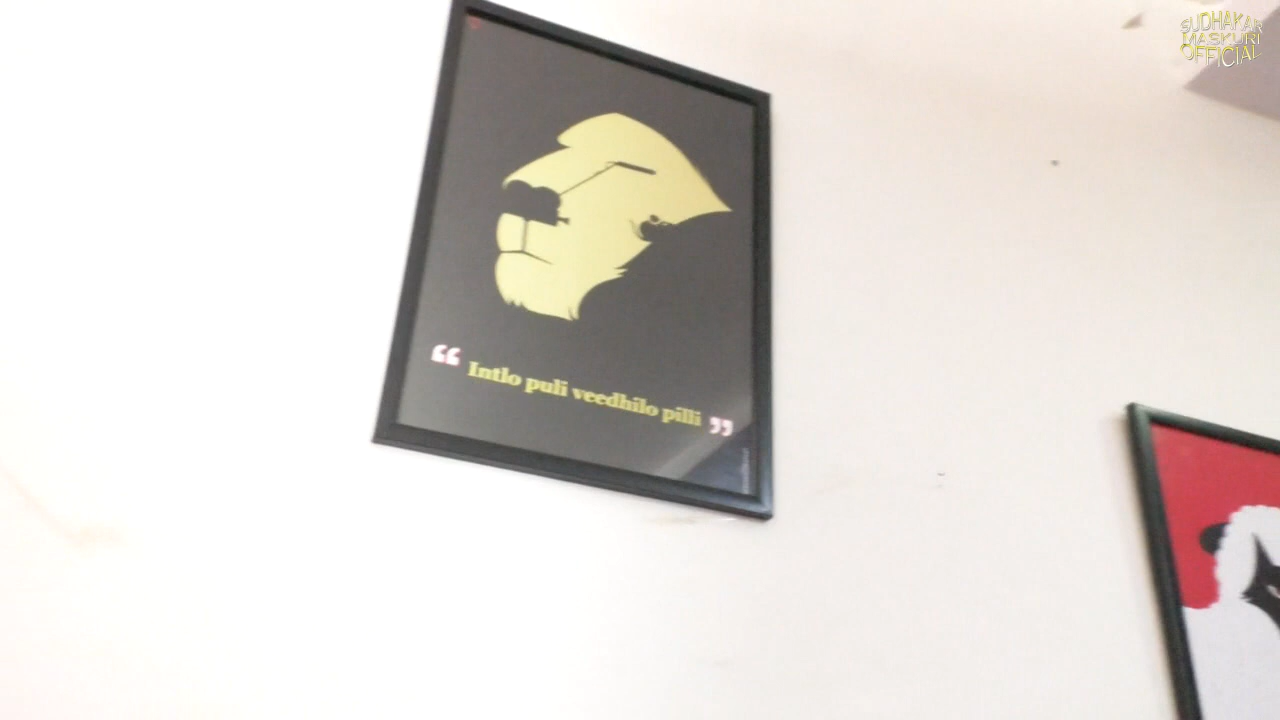 SUDHAKAR
MASKURI
OFFICIAL
“ Intlo puli veedhilo pilli ”